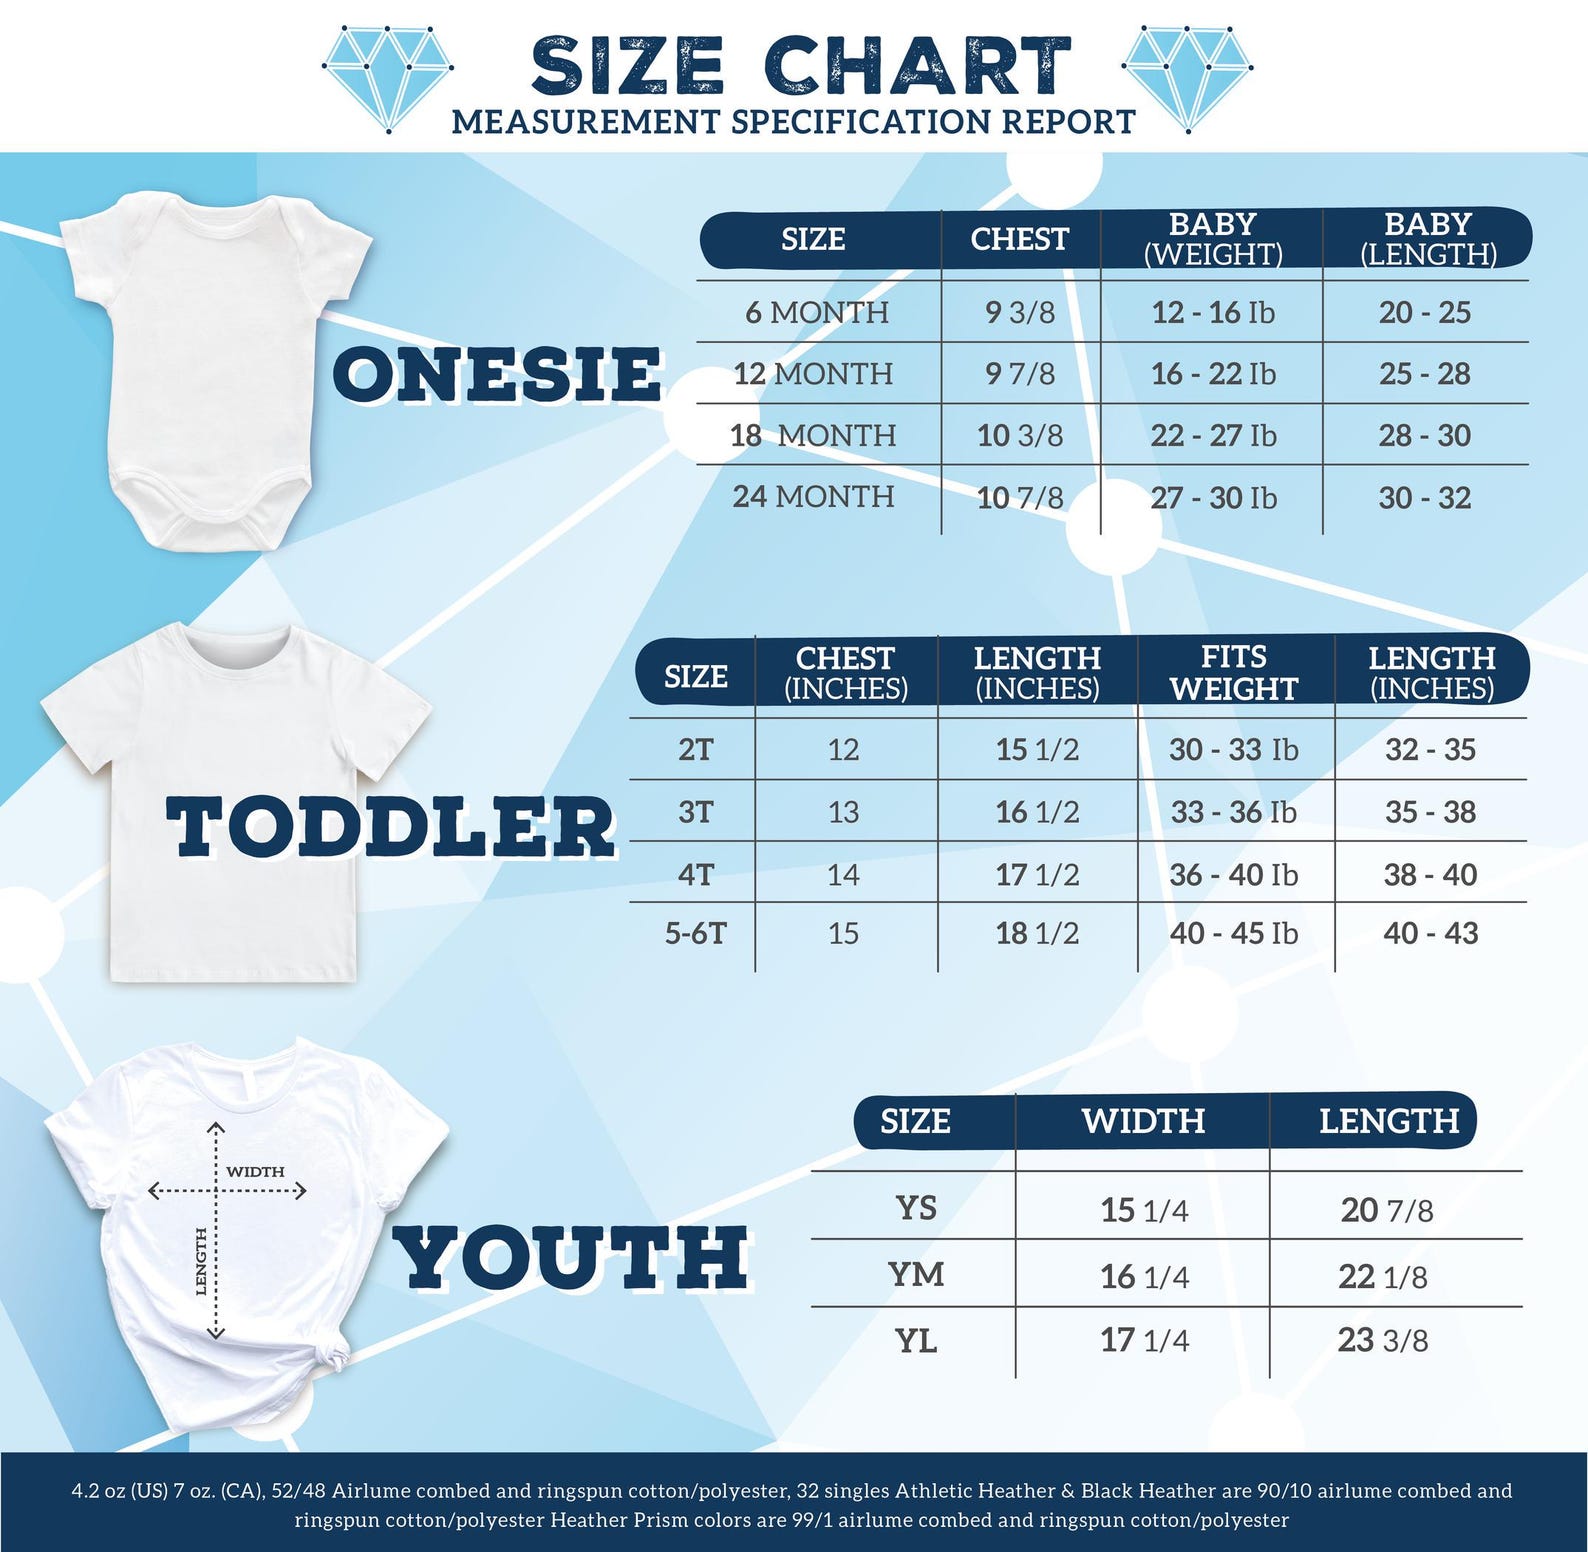 SIZE CHART
MEASUREMENT SPECIFICATION REPORT
ONESIE
SIZE CHEST BABY (WEIGHT) BABY (LENGTH)
6 MONTH 9 3/8 12 - 16 Ib 20 - 25
12 MONTH 9 7/8 16 - 22 Ib 25 - 28
18 MONTH 10 3/8 22 - 27 Ib 28 - 30
24 MONTH 10 7/8 27 - 30 Ib 30 - 32
TODDLER
SIZE CHEST (INCHES) LENGTH (INCHES) FITS WEIGHT LENGTH (INCHES)
2T 12 15 1/2 30 - 33 Ib 32 - 35
3T 13 16 1/2 33 - 36 Ib 35 - 38
4T 14 17 1/2 36 - 40 Ib 38 - 40
5-6T 15 18 1/2 40 - 45 Ib 40 - 43
WIDTH
LENGTH
YOUTH
SIZE WIDTH LENGTH
YS 15 1/4 20 7/8
YM 16 1/4 22 1/8
YL 17 1/4 23 3/8
4.2 oz (US) 7 oz. (CA), 52/48 Airlume combed and ringspun cotton/polyester, 32 singles Athletic Heather & Black Heather are 90/10 airlume combed and
ringspun cotton/polyester Heather Prism colors are 99/1 airlume combed and ringspun cotton/polyester